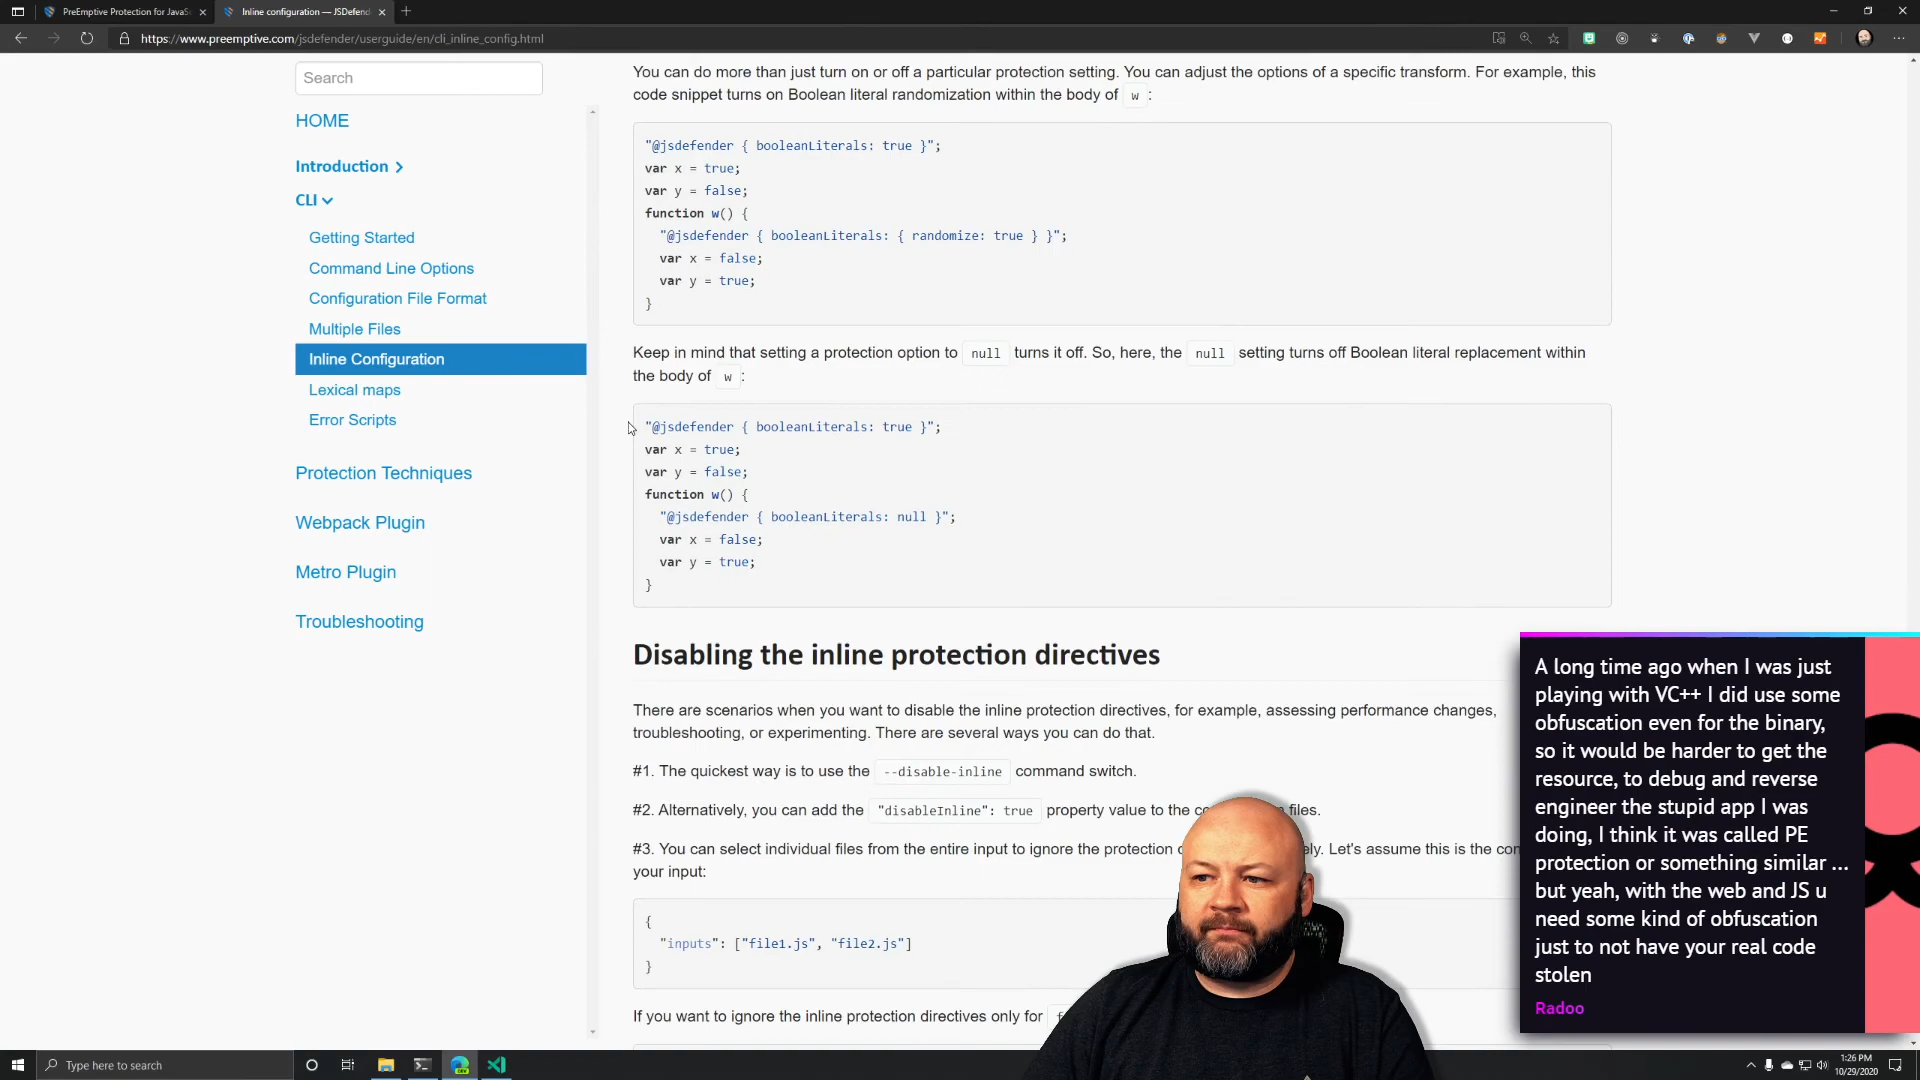 PreEmptive Protection for JavaSc
Inline configuration — JSDefend
https://www.preemptive.com/jsdefender/userguide/en/cli_inline_config.html
Search
HOME
Introduction
CLI
Getting Started
Command Line Options
Configuration File Format
Multiple Files
Inline Configuration
Lexical maps
Error Scripts
Protection Techniques
Webpack Plugin
Metro Plugin
Troubleshooting
You can do more than just turn on or off a particular protection setting. You can adjust the options of a specific transform. For example, this
code snippet turns on Boolean literal randomization within the body of w :
"@jsdefender { booleanLiterals: true }";
var x = true;
var y = false;
function w() {
"@jsdefender { booleanLiterals: { randomize: true } }";
var x = false;
var y = true;
}
Keep in mind that setting a protection option to null turns it off. So, here, the null setting turns off Boolean literal replacement within
the body of w :
"@jsdefender { booleanLiterals: true }";
var x = true;
var y = false;
function w() {
"@jsdefender { booleanLiterals: null }";
var x = false;
var y = true;
}
Disabling the inline protection directives
There are scenarios when you want to disable the inline protection directives, for example, assessing performance changes,
troubleshooting, or experimenting. There are several ways you can do that.
#1. The quickest way is to use the --disable-inline command switch.
#2. Alternatively, you can add the "disableInline": true property value to the files.
#3. You can select individual files from the entire input to ignore the protection Let's assume this is the
your input:
{
"inputs": ["file1.js", "file2.js"]
}
If you want to ignore the inline protection directives only for
A long time ago when I was just
playing with VC++ I did use some
obfuscation even for the binary,
so it would be harder to get the
resource, to debug and reverse
engineer the stupid app I was
doing, I think it was called PE
protection or something similar ...
but yeah, with the web and JS u
need some kind of obfuscation
just to not have your real code
stolen
Radoo
Type here to search
1:26 PM
10/29/2020